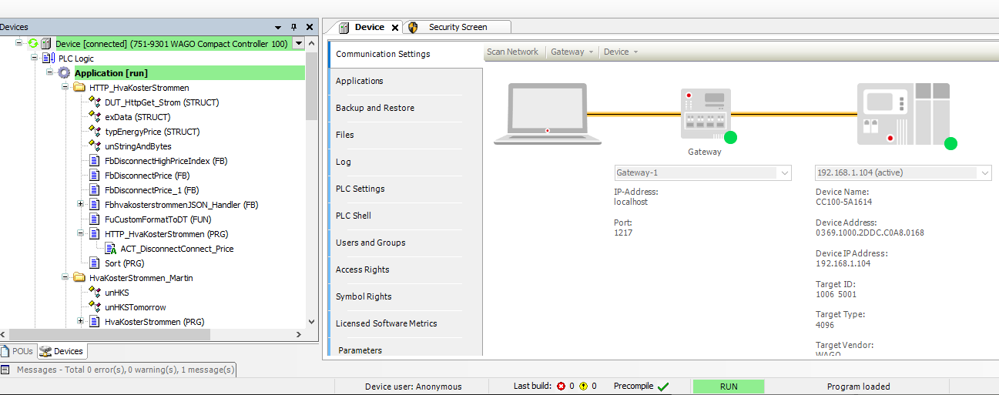 Devices
Device [connected] (751-9301 WAGO Compact Controller 100)
PLC Logic
Application [run]
HTTP_HvaKosterStrommen
DUT_HttpGet_Strom (STRUCT)
exData (STRUCT)
typEnergyPrice (STRUCT)
unStringAndBytes
FbDisconnectHighPriceIndex (FB)
FbDisconnectPrice (FB)
FbDisconnectPrice_1 (FB)
FbhvakosterstrommenJSON_Handler (FB)
FuCustomFormatToDT (FUN)
HTTP_HvaKosterStrommen (PRG)
ACT_DisconnectConnect_Price
Sort (PRG)
HvaKosterStrommen_Martin
unHKS
unHKSTomorrow
HvaKosterStrommen (PRG)
POUs Devices
Device Security Screen
Communication Settings
Applications
Backup and Restore
Files
Log
PLC Settings
PLC Shell
Users and Groups
Access Rights
Symbol Rights
Licensed Software Metrics
Parameters
Scan Network Gateway Device
Gateway
Gateway-1
IP-Address:
localhost
Port:
1217
192.168.1.104 (active)
Device Name:
CC100-5A1614
Device Address:
0369.1000.2DDC.C0A8.0168
Device IP Address:
192.168.1.104
Target ID:
1006 5001
Target Type:
4096
Target Vendor:
WAGO
Messages - Total 0 error(s), 0 warning(s), 1 message(s)
Device user: Anonymous Last build: 0 0 Precompile RUN Program loaded